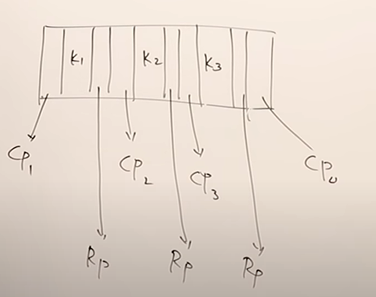 K₁ K₂ K₃
CP₁ CP₂ CP₃ CP₀
RP RP RP